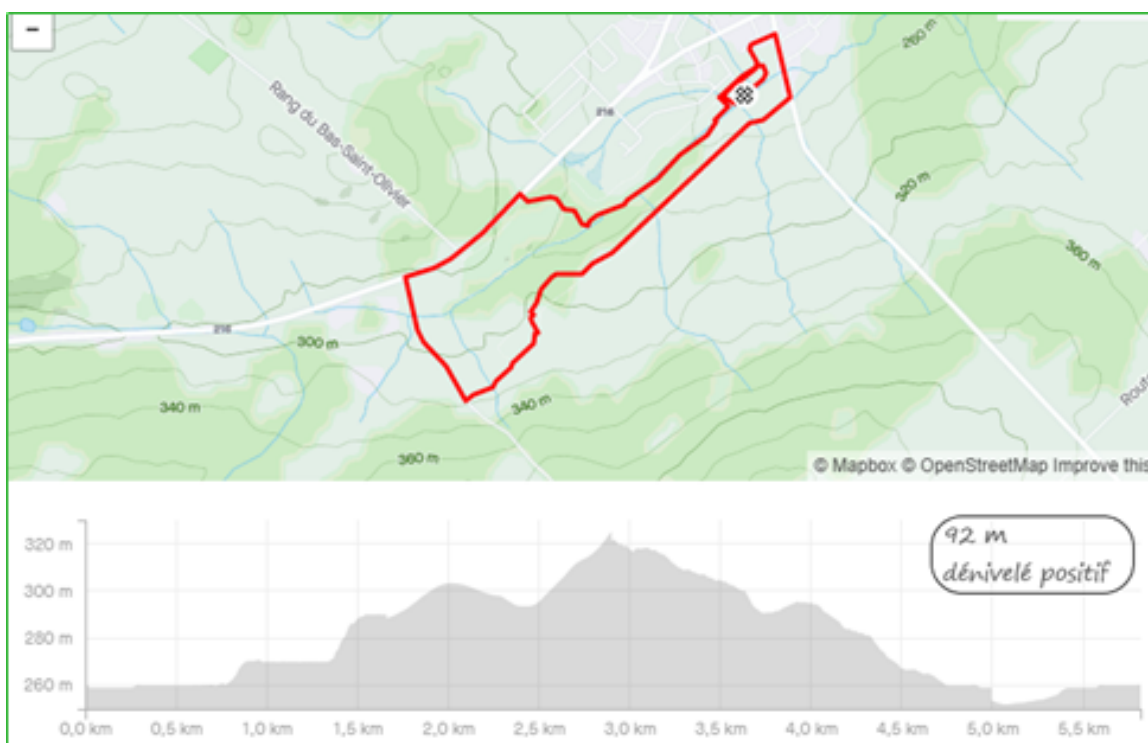 -
260 m
Rang du Bas-Saint-Olivier
216
320 m
360 m
216
300 m
340 m
340 m
360 m
Route
© Mapbox © OpenStreetMap Improve this
92 m
dénivelé positif
320 m
300 m
280 m
260 m
0,0 km 0,5 km 1,0 km 1,5 km 2,0 km 2,5 km 3,0 km 3,5 km 4,0 km 4,5 km 5,0 km 5,5 km